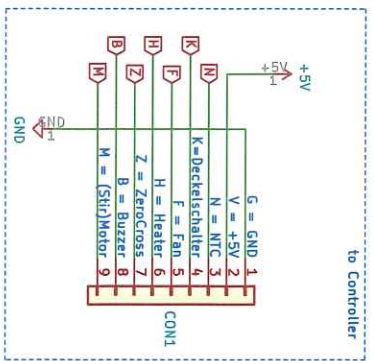 to Controller
+5V
+5V
1
GND
GND
1
B
H
K
M
Z
F
N
G = GND 1
V = +5V 2
N = NTC 3
K=Deckelschalter 4
F = Fan 5
H = Heater 6
Z = ZeroCross 7
B = Buzzer 8
M = (Stir)Motor 9
CON1